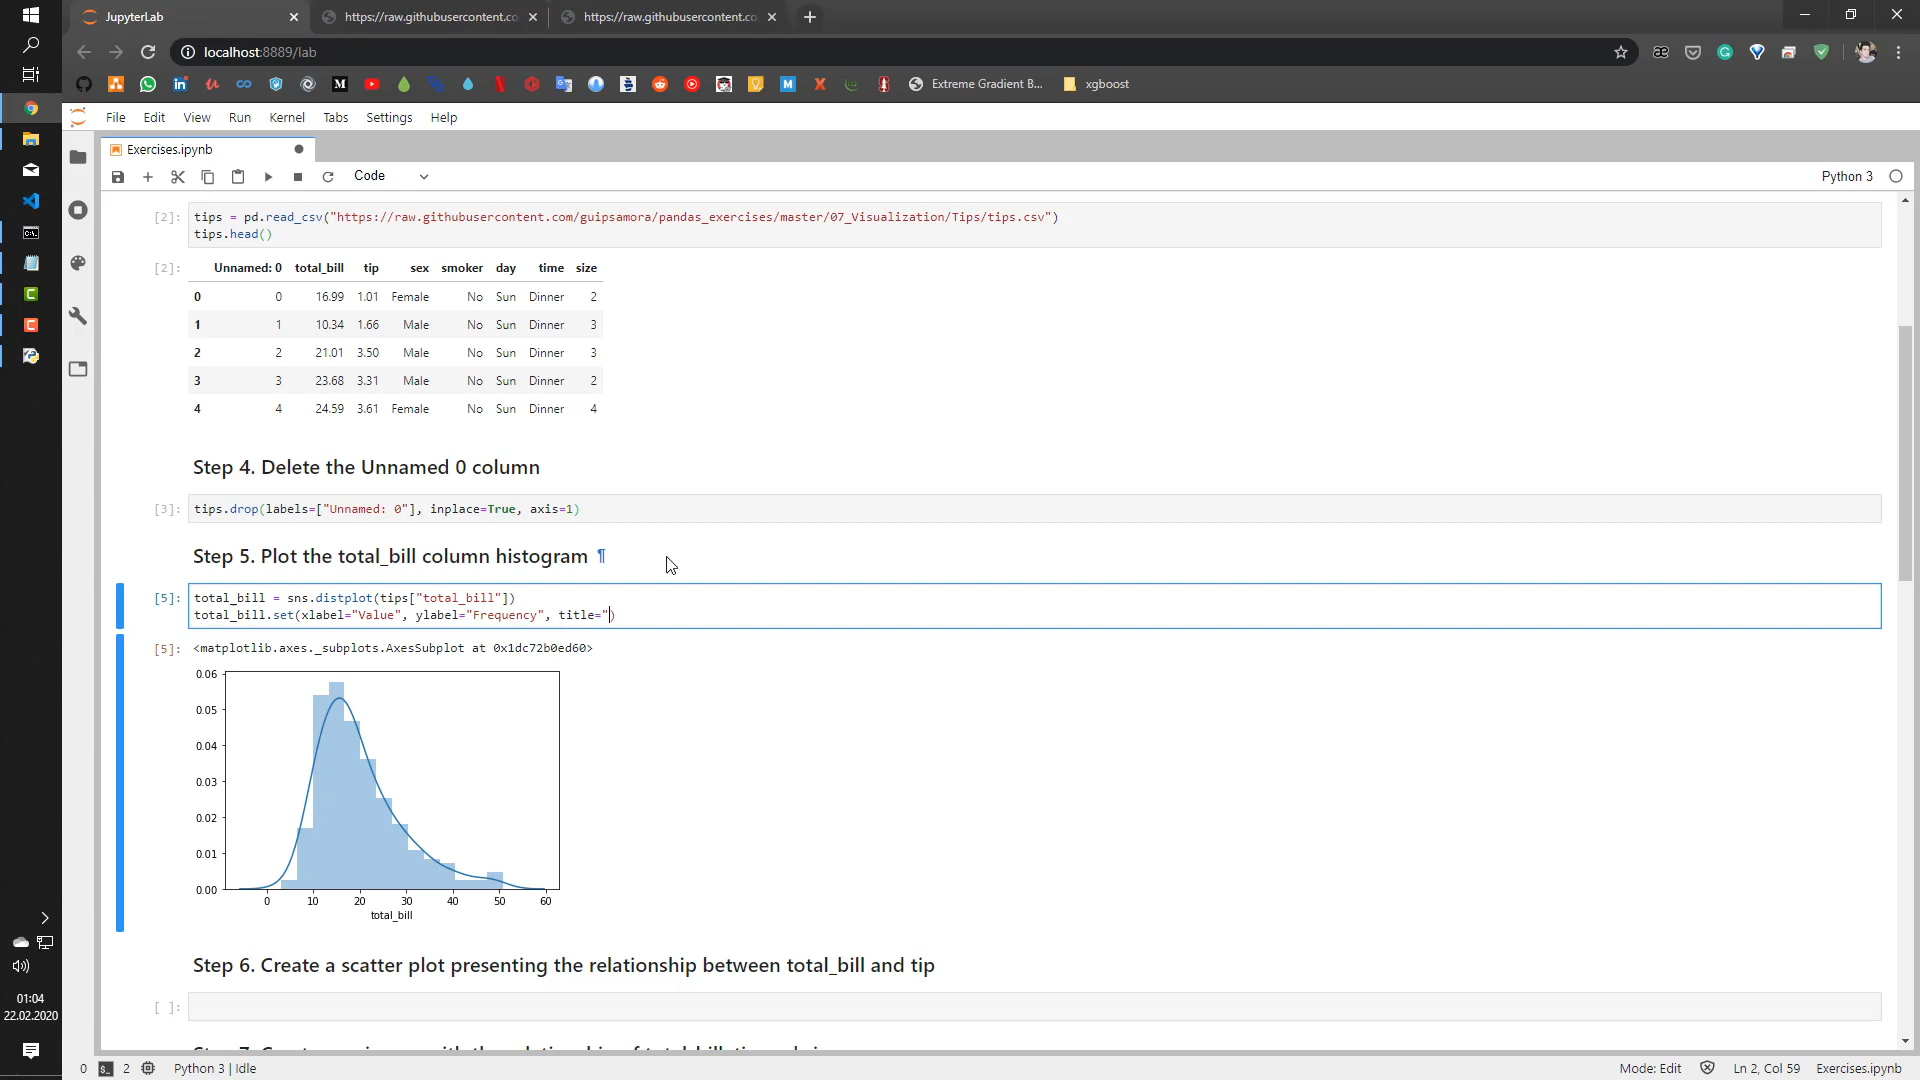 JupyterLab
https://raw.githubusercontent.co
https://raw.githubusercontent.co
localhost:8889/lab
Extreme Gradient B...
xgboost
File Edit View Run Kernel Tabs Settings Help
Exercises.ipynb
Code
Python 3
[2]: tips = pd.read_csv("https://raw.githubusercontent.com/guipsamora/pandas_exercises/master/07_Visualization/Tips/tips.csv")
tips.head()
[2]: Unnamed: 0 total_bill tip sex smoker day time size
0 0 16.99 1.01 Female No Sun Dinner 2
1 1 10.34 1.66 Male No Sun Dinner 3
2 2 21.01 3.50 Male No Sun Dinner 3
3 3 23.68 3.31 Male No Sun Dinner 2
4 4 24.59 3.61 Female No Sun Dinner 4
Step 4. Delete the Unnamed 0 column
[3]: tips.drop(labels=["Unnamed: 0"], inplace=True, axis=1)
Step 5. Plot the total_bill column histogram ¶
[5]: total_bill = sns.distplot(tips["total_bill"])
total_bill.set(xlabel="Value", ylabel="Frequency", title=")
[5]: <matplotlib.axes._subplots.AxesSubplot at 0x1dc72b0ed60>
0.06
0.05
0.04
0.03
0.02
0.01
0.00
0 10 20 30 40 50 60
total_bill
Step 6. Create a scatter plot presenting the relationship between total_bill and tip
[ ]:
01:04
22.02.2020
0 2 Python 3 | Idle
Mode: Edit Ln 2, Col 59 Exercises.ipynb